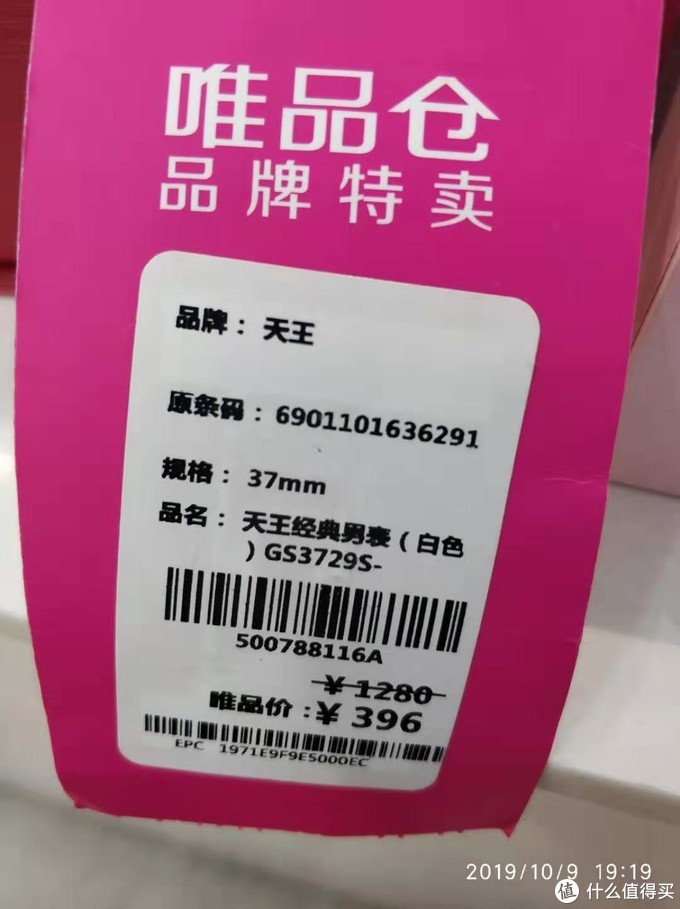 唯品仓
品牌特卖
品牌：天王
原条码：6901101636291
规格：37mm
品名：天王经典男表（白色
）GS3729S-
500788116A
￥1280
唯品价：￥396
EPC 1971E9F9E5000EC
2019/10/9 19:19
值 什么值得买